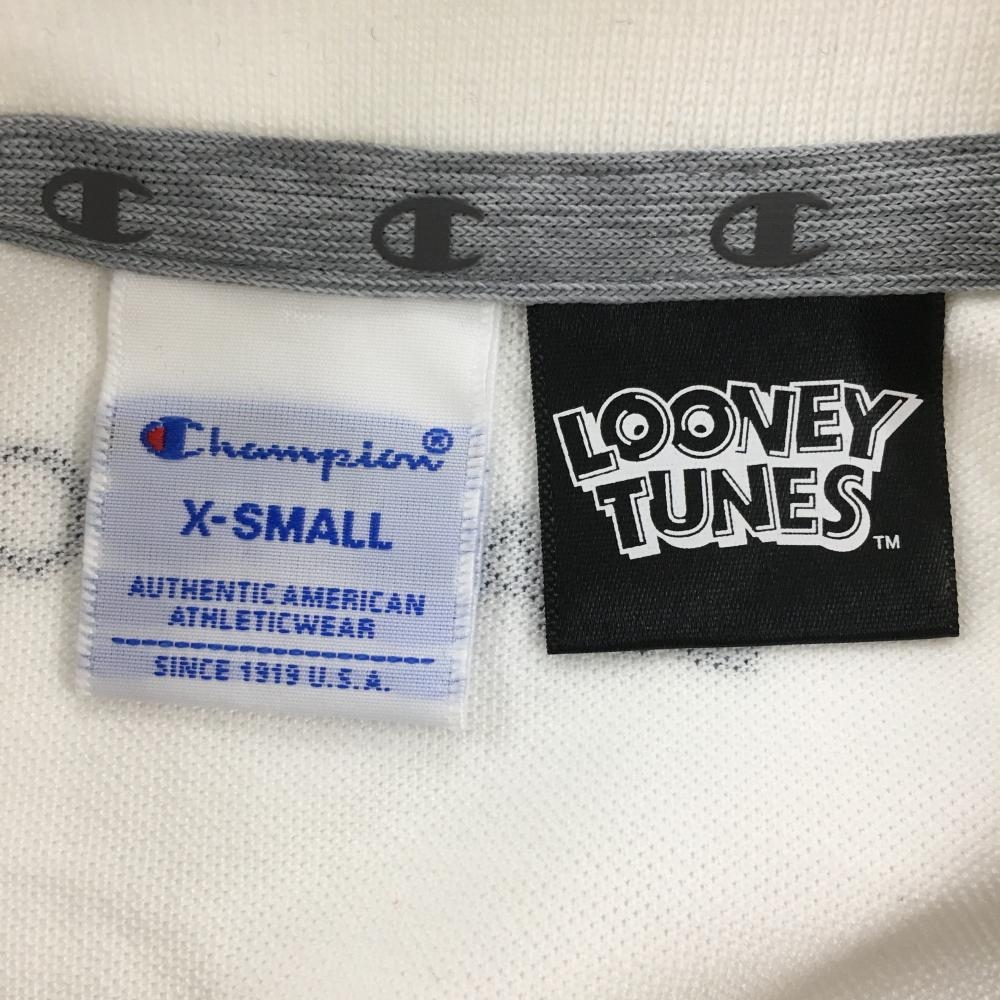 Champion®
X-SMALL
AUTHENTIC AMERICAN
ATHLETICWEAR
SINCE 1919 U.S.A.
LOONEY
TUNES™